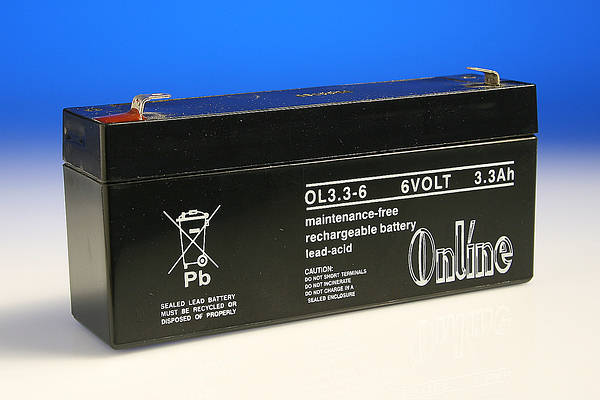 OL3.3-6 6VOLT 3.3Ah
maintenance-free
rechargeable battery
lead-acid
Online
CAUTION:
DO NOT SHORT TERMINALS
DO NOT INCINERATE
DO NOT CHARGE IN A
SEALED ENCLOSURE
Pb
SEALED LEAD BATTERY
MUST BE RECYCLED OR
DISPOSED OF PROPERLY